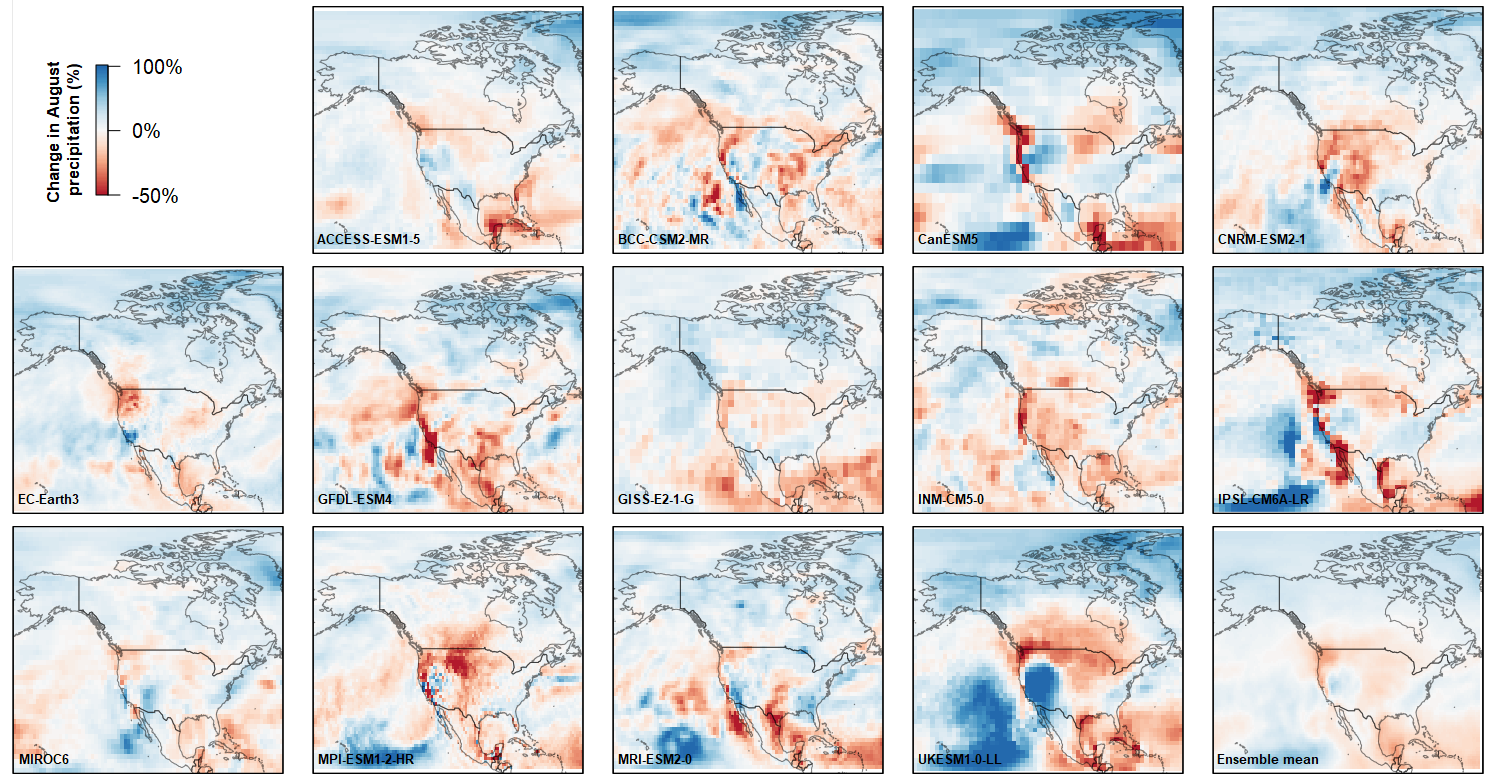 Change in August
precipitation (%)
100%
0%
-50%
ACCESS-ESM1-5
BCC-CSM2-MR
CanESM5
CNRM-ESM2-1
EC-Earth3
GFDL-ESM4
GISS-E2-1-G
INM-CM5-0
IPSL-CM6A-LR
MIROC6
MPI-ESM1-2-HR
MRI-ESM2-0
UKESM1-0-LL
Ensemble mean